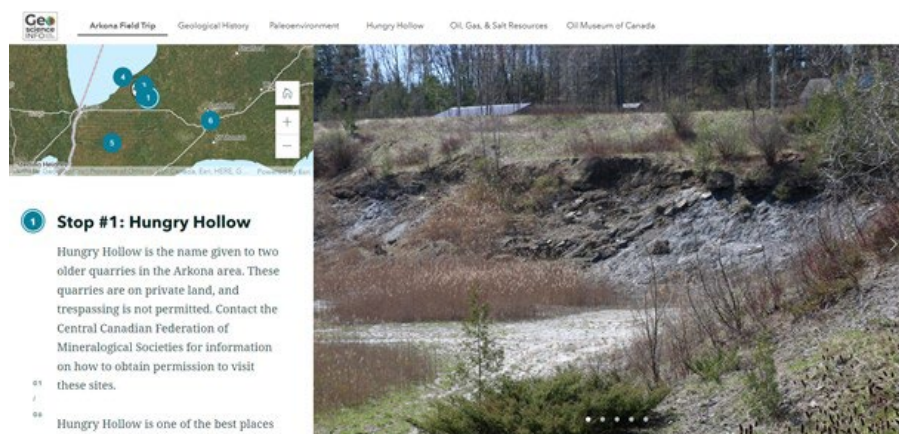 Geo
science
INFO
Arkona Field Trip
Geological History
Paleoenvironment
Hungry Hollow
Oil, Gas, & Salt Resources
Oil Museum of Canada
4
1
6
5
Powered by Esri
1
Stop #1: Hungry Hollow
Hungry Hollow is the name given to two
older quarries in the Arkona area. These
quarries are on private land, and
trespassing is not permitted. Contact the
Central Canadian Federation of
Mineralogical Societies for information
on how to obtain permission to visit
these sites.
01
/
06
Hungry Hollow is one of the best places